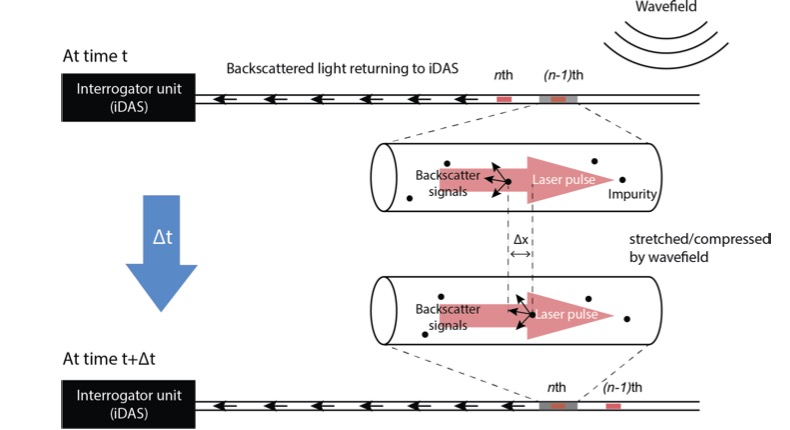 Wavefield
At time t
Backscattered light returning to iDAS
nth
(n-1)th
Interrogator unit
(iDAS)
Backscatter
signals
Laser pulse
Impurity
Δt
Δx
stretched/compressed
by wavefield
Backscatter
signals
Laser pulse
At time t+Δt
nth
(n-1)th
Interrogator unit
(iDAS)